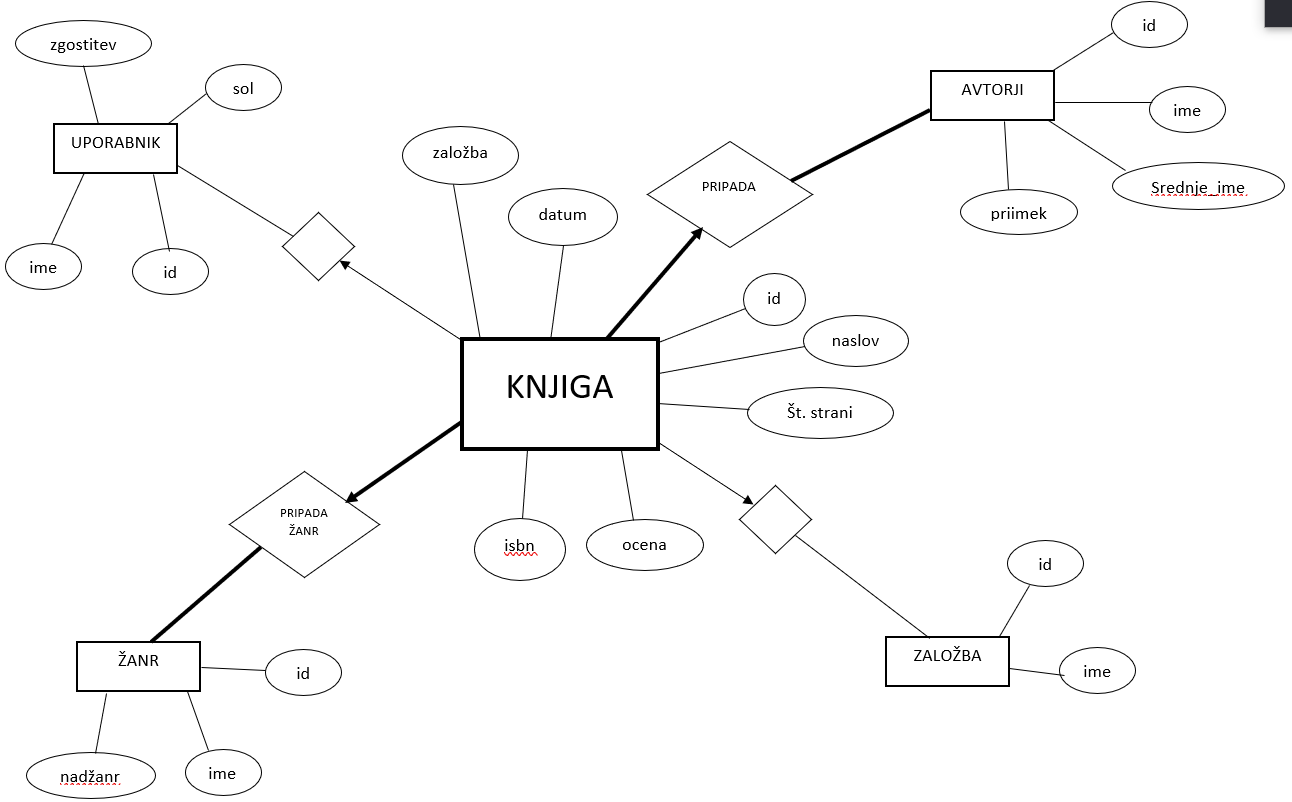 zgostitev
sol
UPORABNIK
ime
id
založba
datum
PRIPADA
AVTORJI
id
ime
Srednje_ime
priimek
id
naslov
Št. strani
KNJIGA
isbn
ocena
PRIPADA
ŽANR
ŽANR
id
nadžanr
ime
ZALOŽBA
id
ime